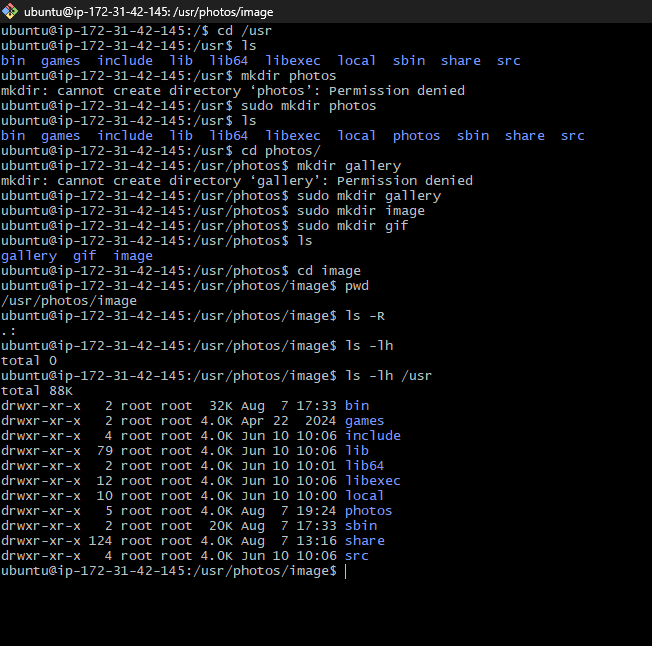 ubuntu@ip-172-31-42-145: /usr/photos/image
ubuntu@ip-172-31-42-145:/$ cd /usr
ubuntu@ip-172-31-42-145:/usr$ ls
bin  games  include  lib  lib64  libexec  local  sbin  share  src
ubuntu@ip-172-31-42-145:/usr$ mkdir photos
mkdir: cannot create directory ‘photos’: Permission denied
ubuntu@ip-172-31-42-145:/usr$ sudo mkdir photos
ubuntu@ip-172-31-42-145:/usr$ ls
bin  games  include  lib  lib64  libexec  local  photos  sbin  share  src
ubuntu@ip-172-31-42-145:/usr$ cd photos/
ubuntu@ip-172-31-42-145:/usr/photos$ mkdir gallery
mkdir: cannot create directory ‘gallery’: Permission denied
ubuntu@ip-172-31-42-145:/usr/photos$ sudo mkdir gallery
ubuntu@ip-172-31-42-145:/usr/photos$ sudo mkdir image
ubuntu@ip-172-31-42-145:/usr/photos$ sudo mkdir gif
ubuntu@ip-172-31-42-145:/usr/photos$ ls
gallery  gif  image
ubuntu@ip-172-31-42-145:/usr/photos$ cd image
ubuntu@ip-172-31-42-145:/usr/photos/image$ pwd
/usr/photos/image
ubuntu@ip-172-31-42-145:/usr/photos/image$ ls -R
.:
ubuntu@ip-172-31-42-145:/usr/photos/image$ ls -lh
total 0
ubuntu@ip-172-31-42-145:/usr/photos/image$ ls -lh /usr
total 88K
drwxr-xr-x   2 root root  32K Aug  7 17:33 bin
drwxr-xr-x   2 root root 4.0K Apr 22  2024 games
drwxr-xr-x   4 root root 4.0K Jun 10 10:06 include
drwxr-xr-x  79 root root 4.0K Jun 10 10:06 lib
drwxr-xr-x   2 root root 4.0K Jun 10 10:01 lib64
drwxr-xr-x  12 root root 4.0K Jun 10 10:06 libexec
drwxr-xr-x  10 root root 4.0K Jun 10 10:00 local
drwxr-xr-x   5 root root 4.0K Aug  7 19:24 photos
drwxr-xr-x   2 root root  20K Aug  7 17:33 sbin
drwxr-xr-x 124 root root 4.0K Aug  7 13:16 share
drwxr-xr-x   4 root root 4.0K Jun 10 10:06 src
ubuntu@ip-172-31-42-145:/usr/photos/image$